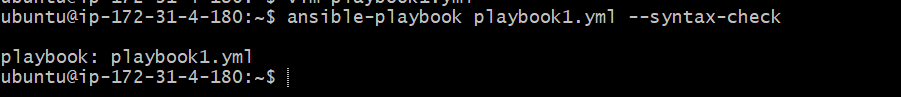 ubuntu@ip-172-31-4-180:~$ ansible-playbook playbook1.yml --syntax-check
playbook: playbook1.yml
ubuntu@ip-172-31-4-180:~$